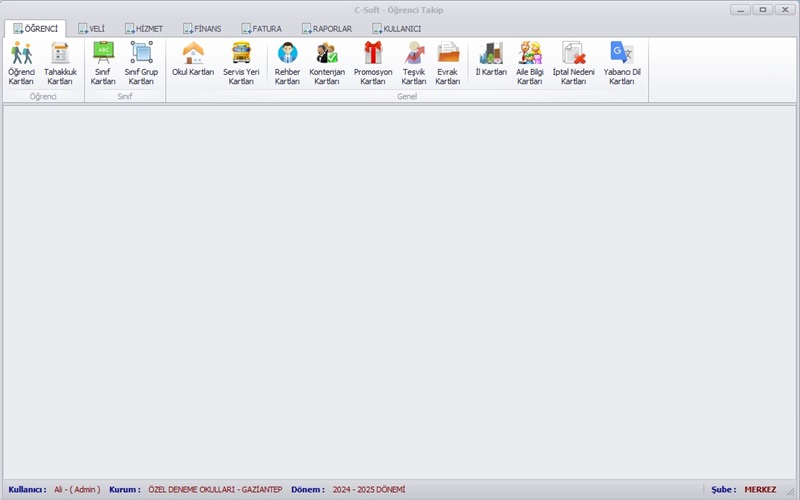 C-Soft - Öğrenci Takip
ÖĞRENCİ VELİ HİZMET FİNANS FATURA RAPORLAR KULLANICI
Öğrenci Kartları
Tahakkuk Kartları
Sınıf Kartları
Sınıf Grup Kartları
Okul Kartları
Servis Yeri Kartları
Rehber Kartları
Kontenjan Kartları
Promosyon Kartları
Teşvik Kartları
Evrak Kartları
İl Kartları
Aile Bilgi Kartları
İptal Nedeni Kartları
Yabancı Dil Kartları
Öğrenci Sınıf Genel
Kullanıcı : Ali - ( Admin ) Kurum : ÖZEL DENEME OKULLARI - GAZİANTEP Dönem : 2024 - 2025 DÖNEMİ Şube : MERKEZ